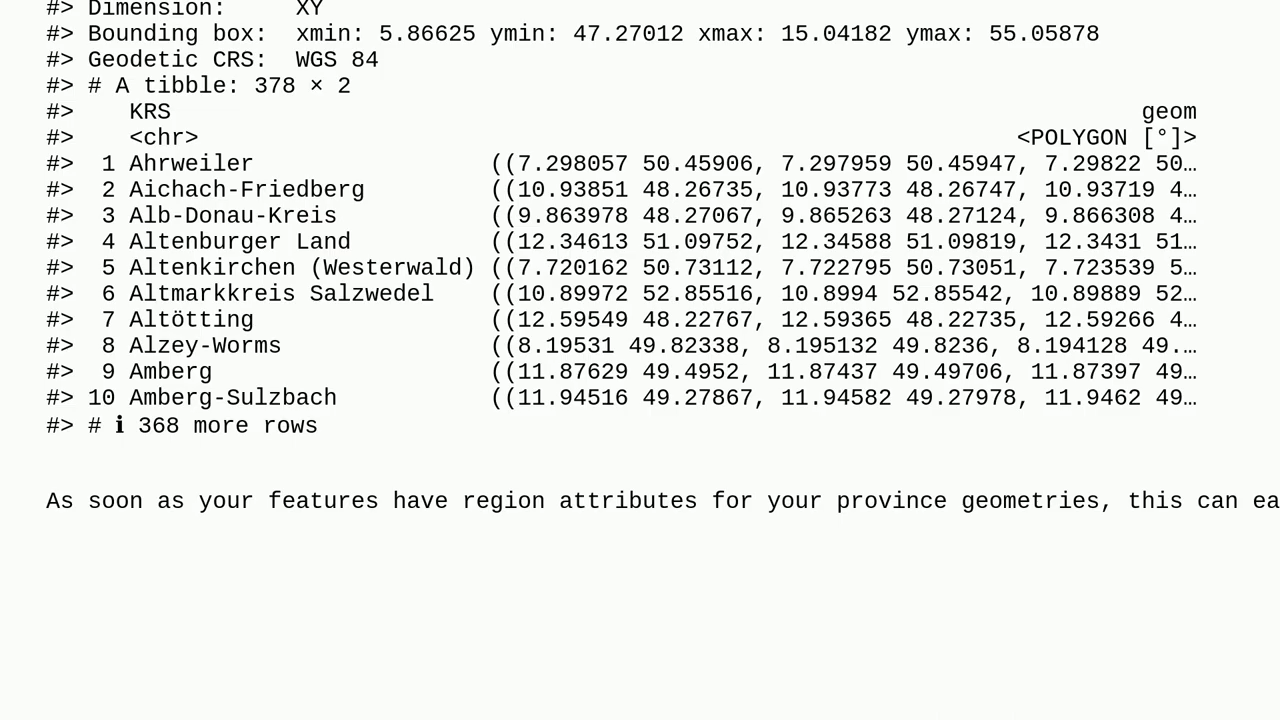 #> Dimension:     XY
#> Bounding box:  xmin: 5.86625 ymin: 47.27012 xmax: 15.04182 ymax: 55.05878
#> Geodetic CRS:  WGS 84
#> # A tibble: 378 × 2
#>    KRS                                                                      geom
#>    <chr>                                                           <POLYGON [°]>
#>  1 Ahrweiler                 ((7.298057 50.45906, 7.297959 50.45947, 7.29822 50…
#>  2 Aichach-Friedberg         ((10.93851 48.26735, 10.93773 48.26747, 10.93719 4…
#>  3 Alb-Donau-Kreis           ((9.863978 48.27067, 9.865263 48.27124, 9.866308 4…
#>  4 Altenburger Land          ((12.34613 51.09752, 12.34588 51.09819, 12.3431 51…
#>  5 Altenkirchen (Westerwald) ((7.720162 50.73112, 7.722795 50.73051, 7.723539 5…
#>  6 Altmarkkreis Salzwedel    ((10.89972 52.85516, 10.8994 52.85542, 10.89889 52…
#>  7 Altötting                 ((12.59549 48.22767, 12.59365 48.22735, 12.59266 4…
#>  8 Alzey-Worms               ((8.19531 49.82338, 8.195132 49.8236, 8.194128 49.…
#>  9 Amberg                    ((11.87629 49.4952, 11.87437 49.49706, 11.87397 49…
#> 10 Amberg-Sulzbach           ((11.94516 49.27867, 11.94582 49.27978, 11.9462 49…
#> # ℹ 368 more rows
As soon as your features have region attributes for your province geometries, this can ea